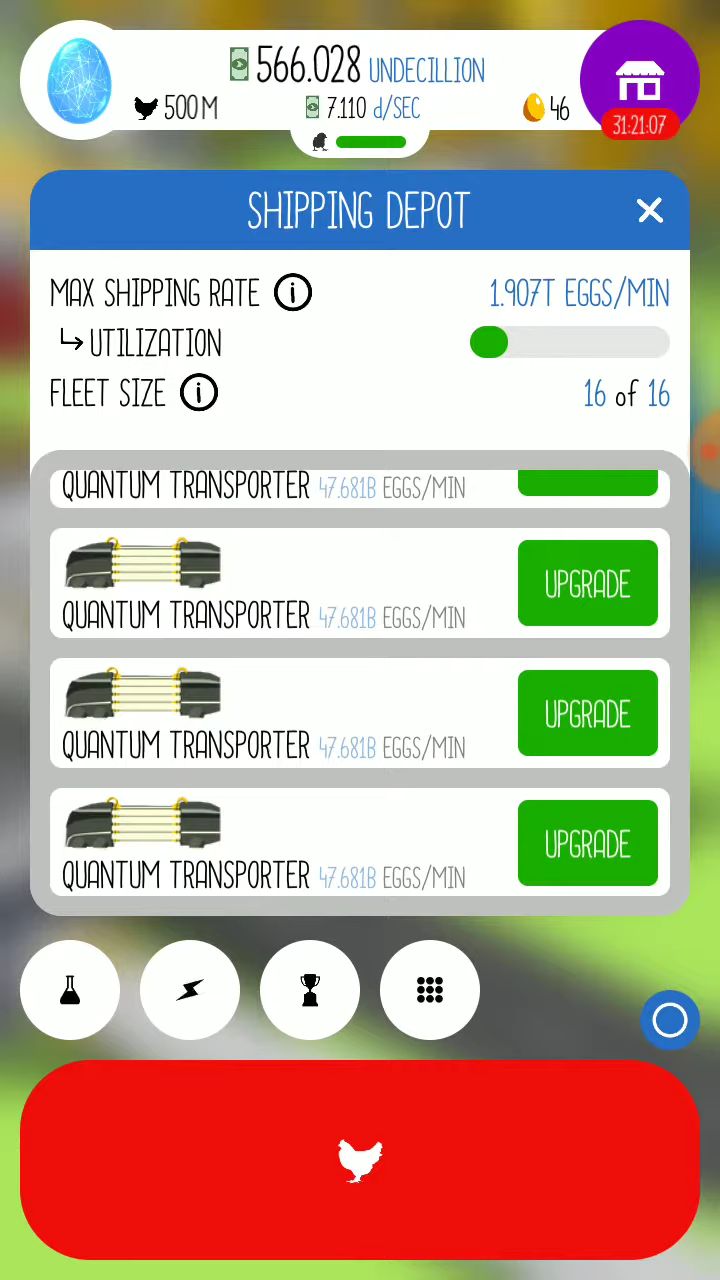 566.028 UNDECILLION
500M 7.110 d/SEC 46
31:21:07
SHIPPING DEPOT
MAX SHIPPING RATE i 1.907T EGGS/MIN
UTILIZATION
FLEET SIZE i 16 of 16
QUANTUM TRANSPORTER 47.681B EGGS/MIN
UPGRADE
QUANTUM TRANSPORTER 47.681B EGGS/MIN
UPGRADE
QUANTUM TRANSPORTER 47.681B EGGS/MIN
UPGRADE
QUANTUM TRANSPORTER 47.681B EGGS/MIN